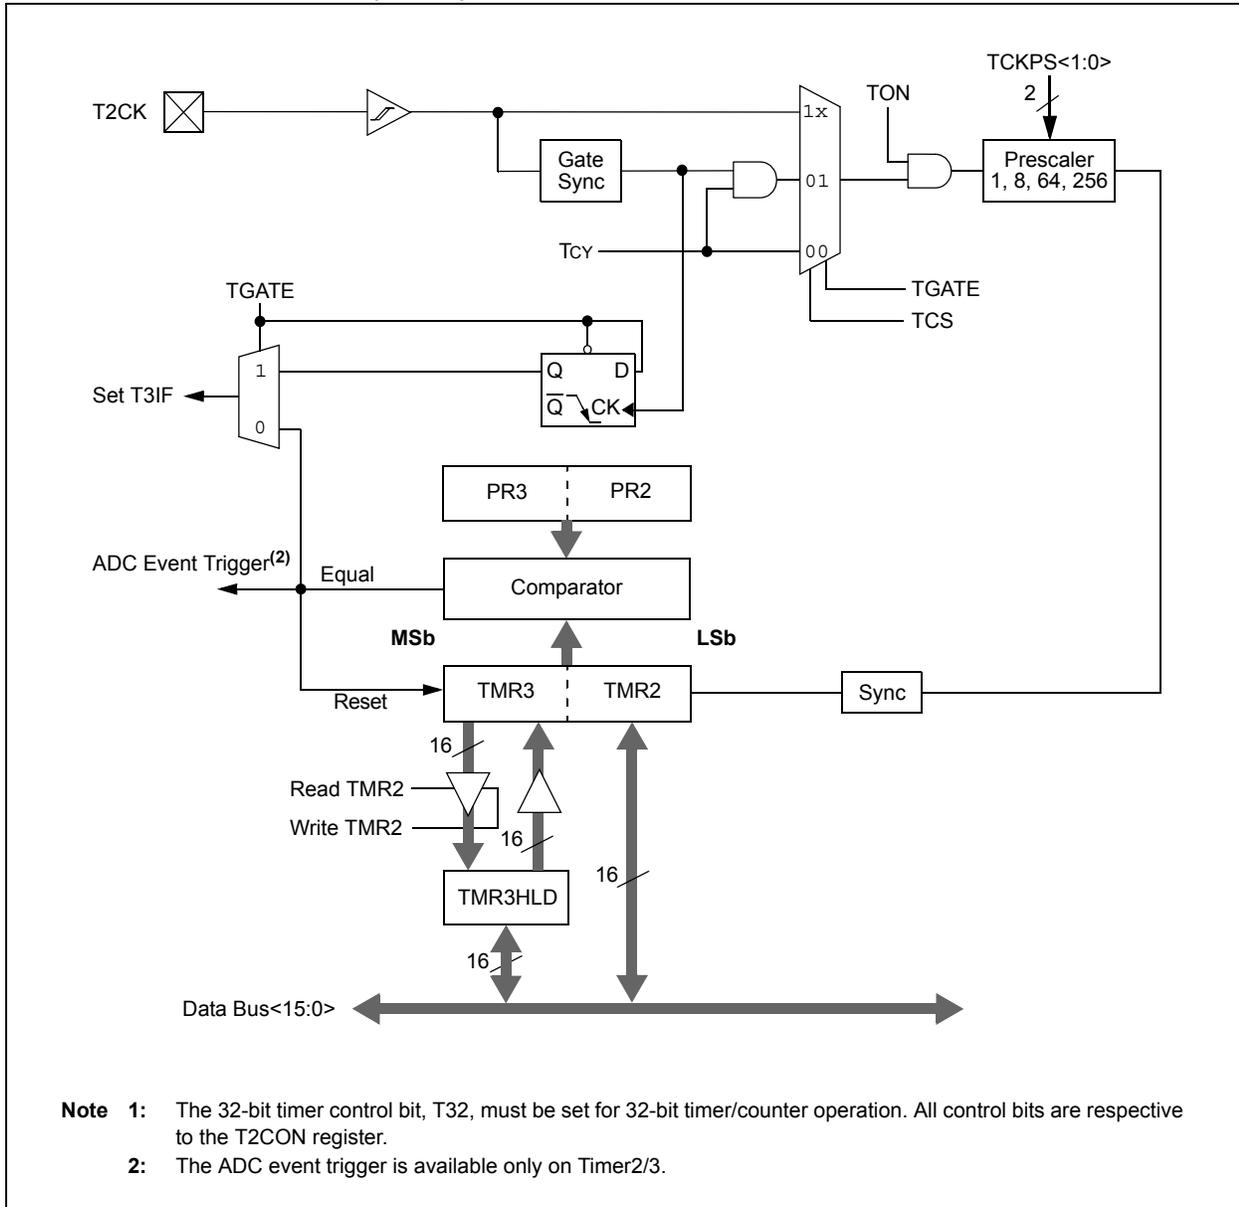 TCKPS<1:0>
2
TON
T2CK
1x
Gate
Sync
Prescaler
1, 8, 64, 256
01
TCY
00
TGATE
TCS
TGATE
1
Q D
Set T3IF
Q CK
0
PR3 PR2
ADC Event Trigger(2)
Equal
Comparator
MSb LSb
TMR3 TMR2
Sync
Reset
16
Read TMR2
Write TMR2
16
16
TMR3HLD
16
Data Bus<15:0>
Note 1: The 32-bit timer control bit, T32, must be set for 32-bit timer/counter operation. All control bits are respective
to the T2CON register.
2: The ADC event trigger is available only on Timer2/3.